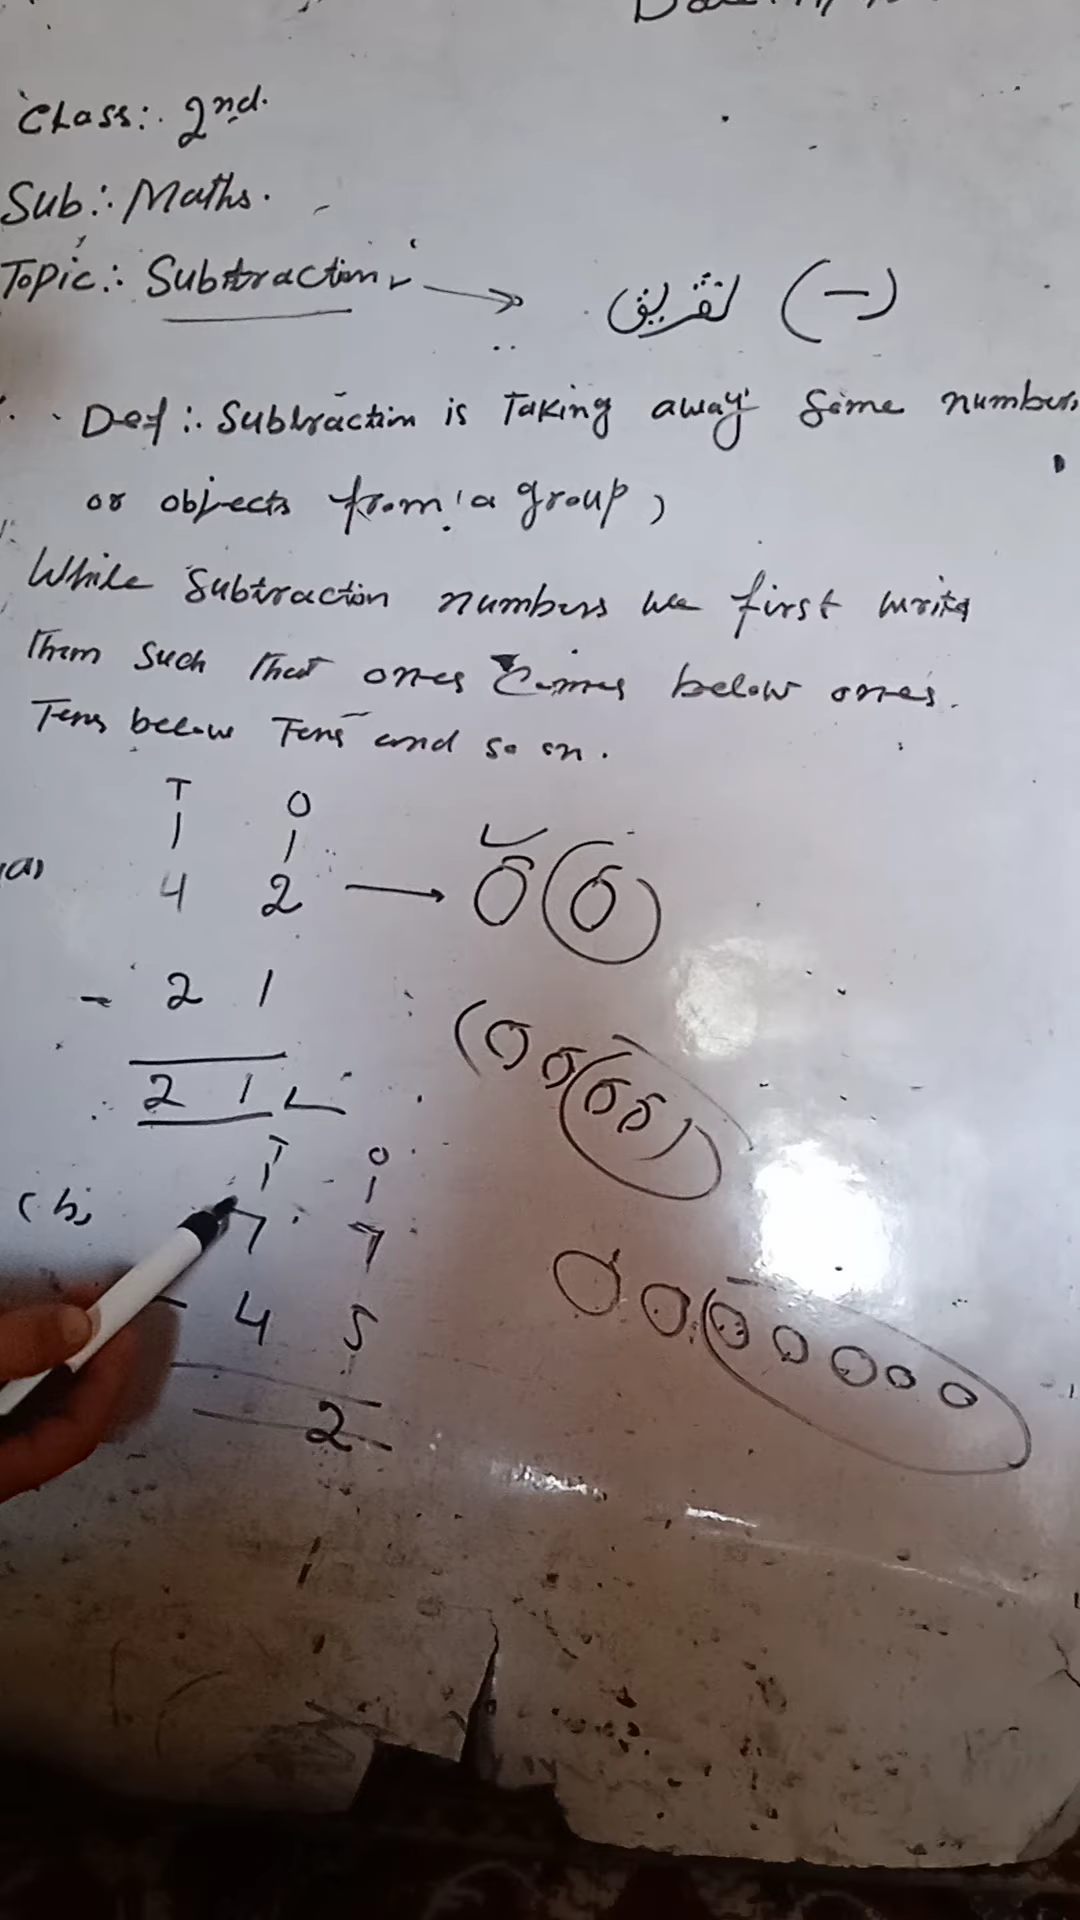 Class:. 2nd.
Sub:. Maths.
Topic:. Subtraction → تفریق (-)
Def:. Subtraction is Taking away Some numbers
or objects from a group,
While Subtraction numbers we first write
Them Such That ones Comes below ones.
Tens below Tens and so on.
T O
(a) 4 2
- 2 1
2 1
T O
(b) 7 7
- 4 5
2